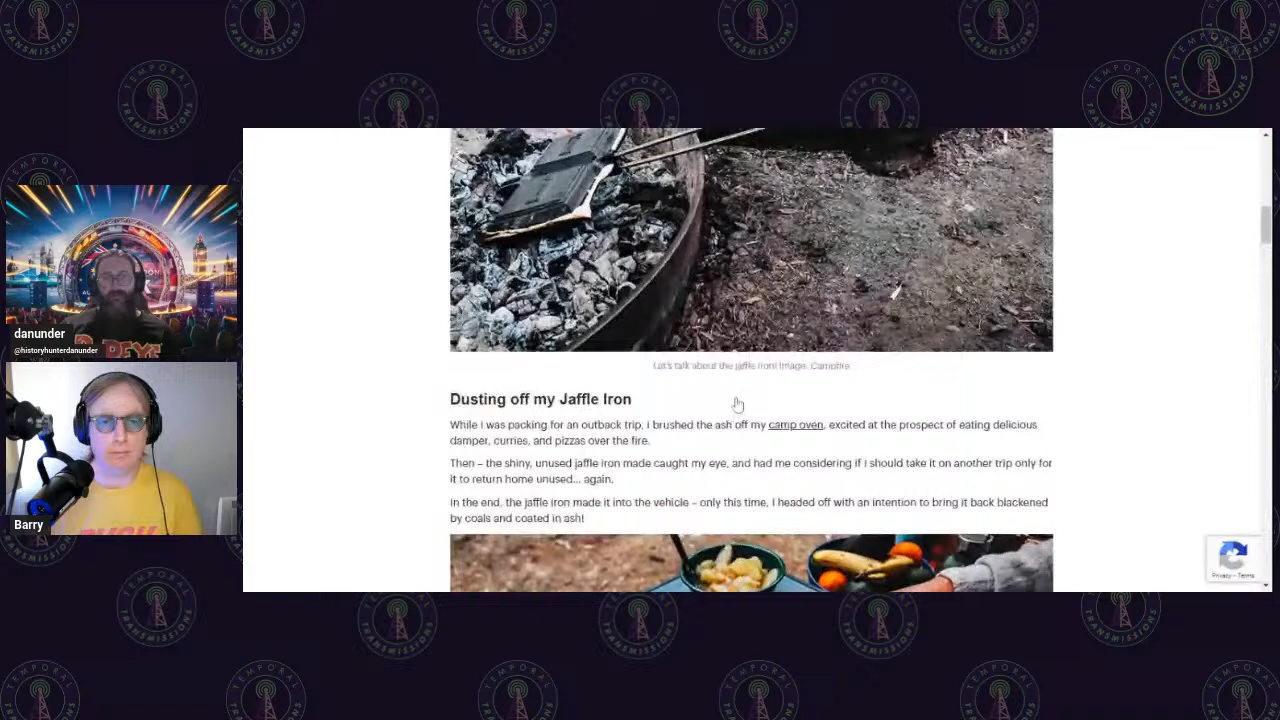 TEMPORAL TRANSMISSIONS
danunder
@historyhunterdanunder
Barry
Let's talk about the jaffle iron! Image: Campfire
Dusting off my Jaffle Iron
While I was packing for an outback trip, I brushed the ash off my camp oven, excited at the prospect of eating delicious
damper, curries, and pizzas over the fire.
Then – the shiny, unused jaffle iron made caught my eye, and had me considering if I should take it on another trip only for
it to return home unused... again.
In the end, the jaffle iron made it into the vehicle – only this time, I headed off with an intention to bring it back blackened
by coals and coated in ash!
Privacy - Terms